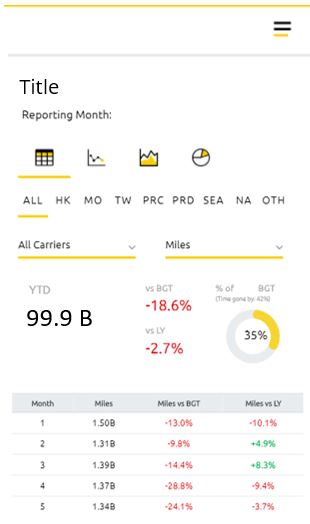 Title
Reporting Month:
ALL HK MO TW PRC PRD SEA NA OTH
All Carriers Miles
YTD
99.9 B
vs BGT
-18.6%
vs LY
-2.7%
% of BGT
(Time gone by: 42%)
35%
Month Miles Miles vs BGT Miles vs LY
1 1.50B -13.0% -10.1%
2 1.31B -9.8% +4.9%
3 1.39B -14.4% +8.3%
4 1.37B -28.8% -9.4%
5 1.34B -24.1% -3.7%